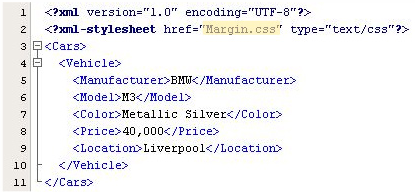 1 <?xml version="1.0" encoding="UTF-8"?>
2 <?xml-stylesheet href="Margin.css" type="text/css"?>
3 <Cars>
4 <Vehicle>
5 <Manufacturer>BMW</Manufacturer>
6 <Model>M3</Model>
7 <Color>Metallic Silver</Color>
8 <Price>40,000</Price>
9 <Location>Liverpool</Location>
10 </Vehicle>
11 </Cars>